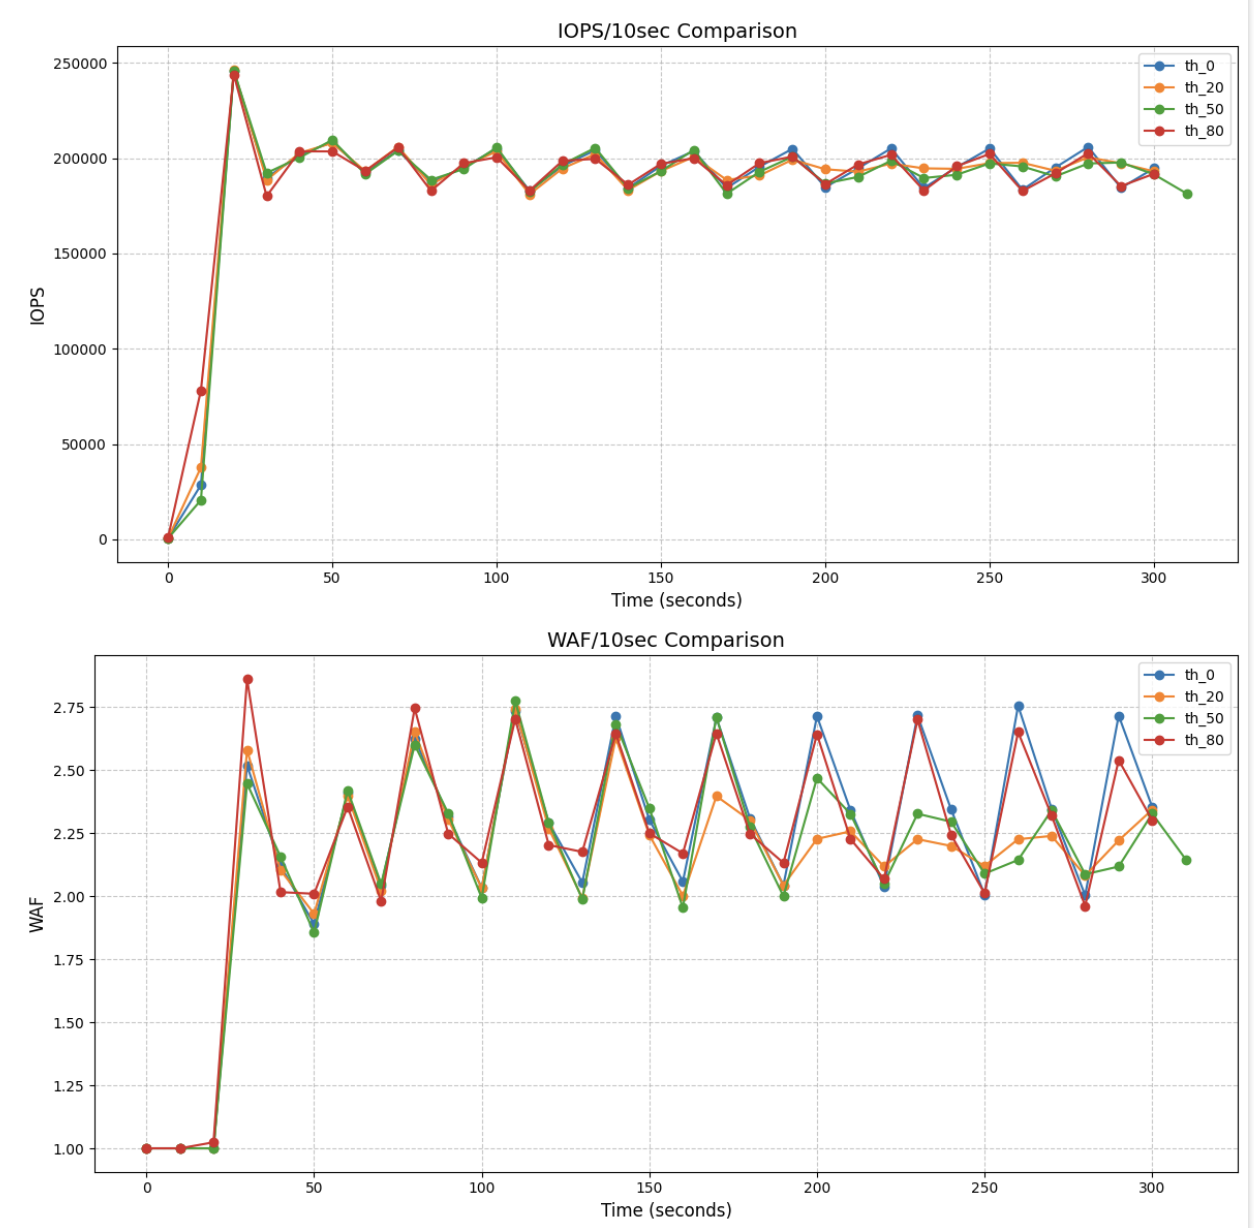 IOPS/10sec Comparison
250000
200000
150000
100000
50000
0
IOPS
th_0
th_20
th_50
th_80
0 50 100 150 200 250 300
Time (seconds)
WAF/10sec Comparison
2.75
2.50
2.25
2.00
1.75
1.50
1.25
1.00
WAF
th_0
th_20
th_50
th_80
0 50 100 150 200 250 300
Time (seconds)